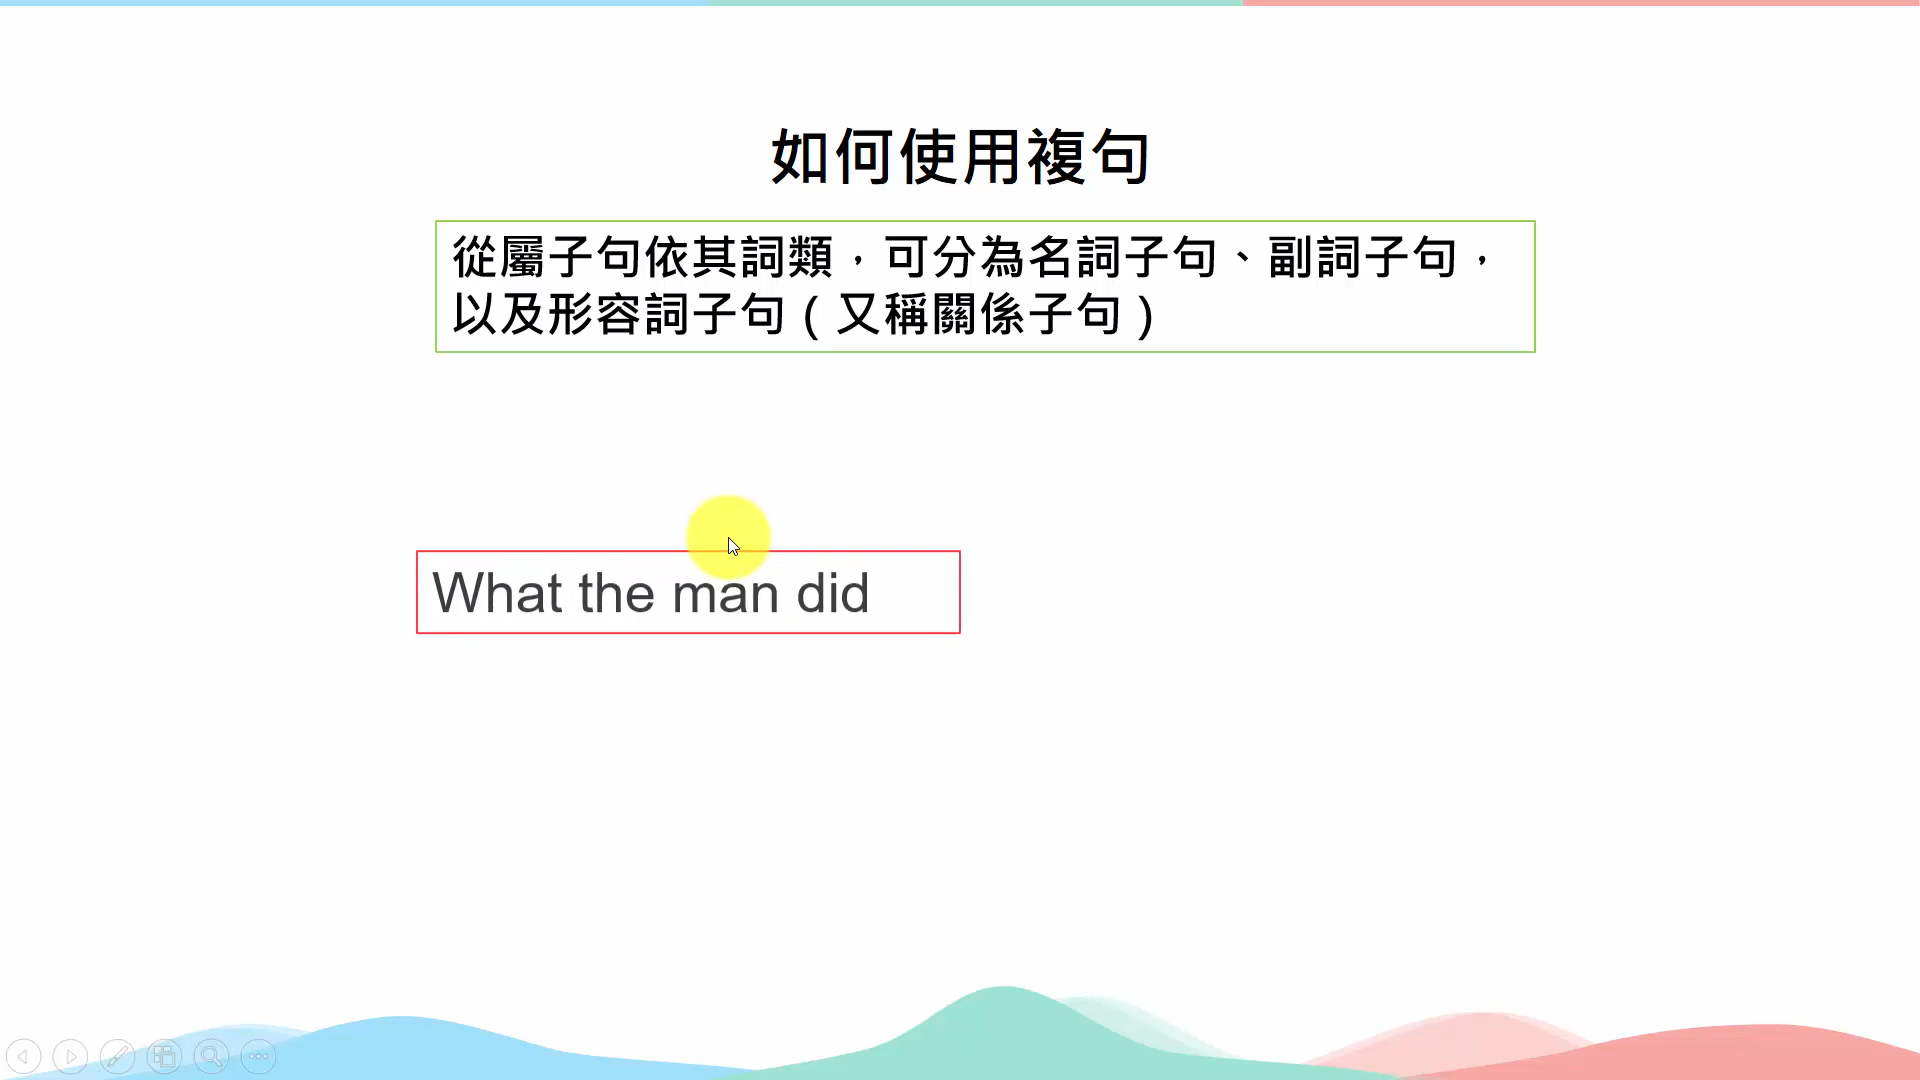 如何使用複句
從屬子句依其詞類，可分為名詞子句、副詞子句，
以及形容詞子句（又稱關係子句）
What the man did